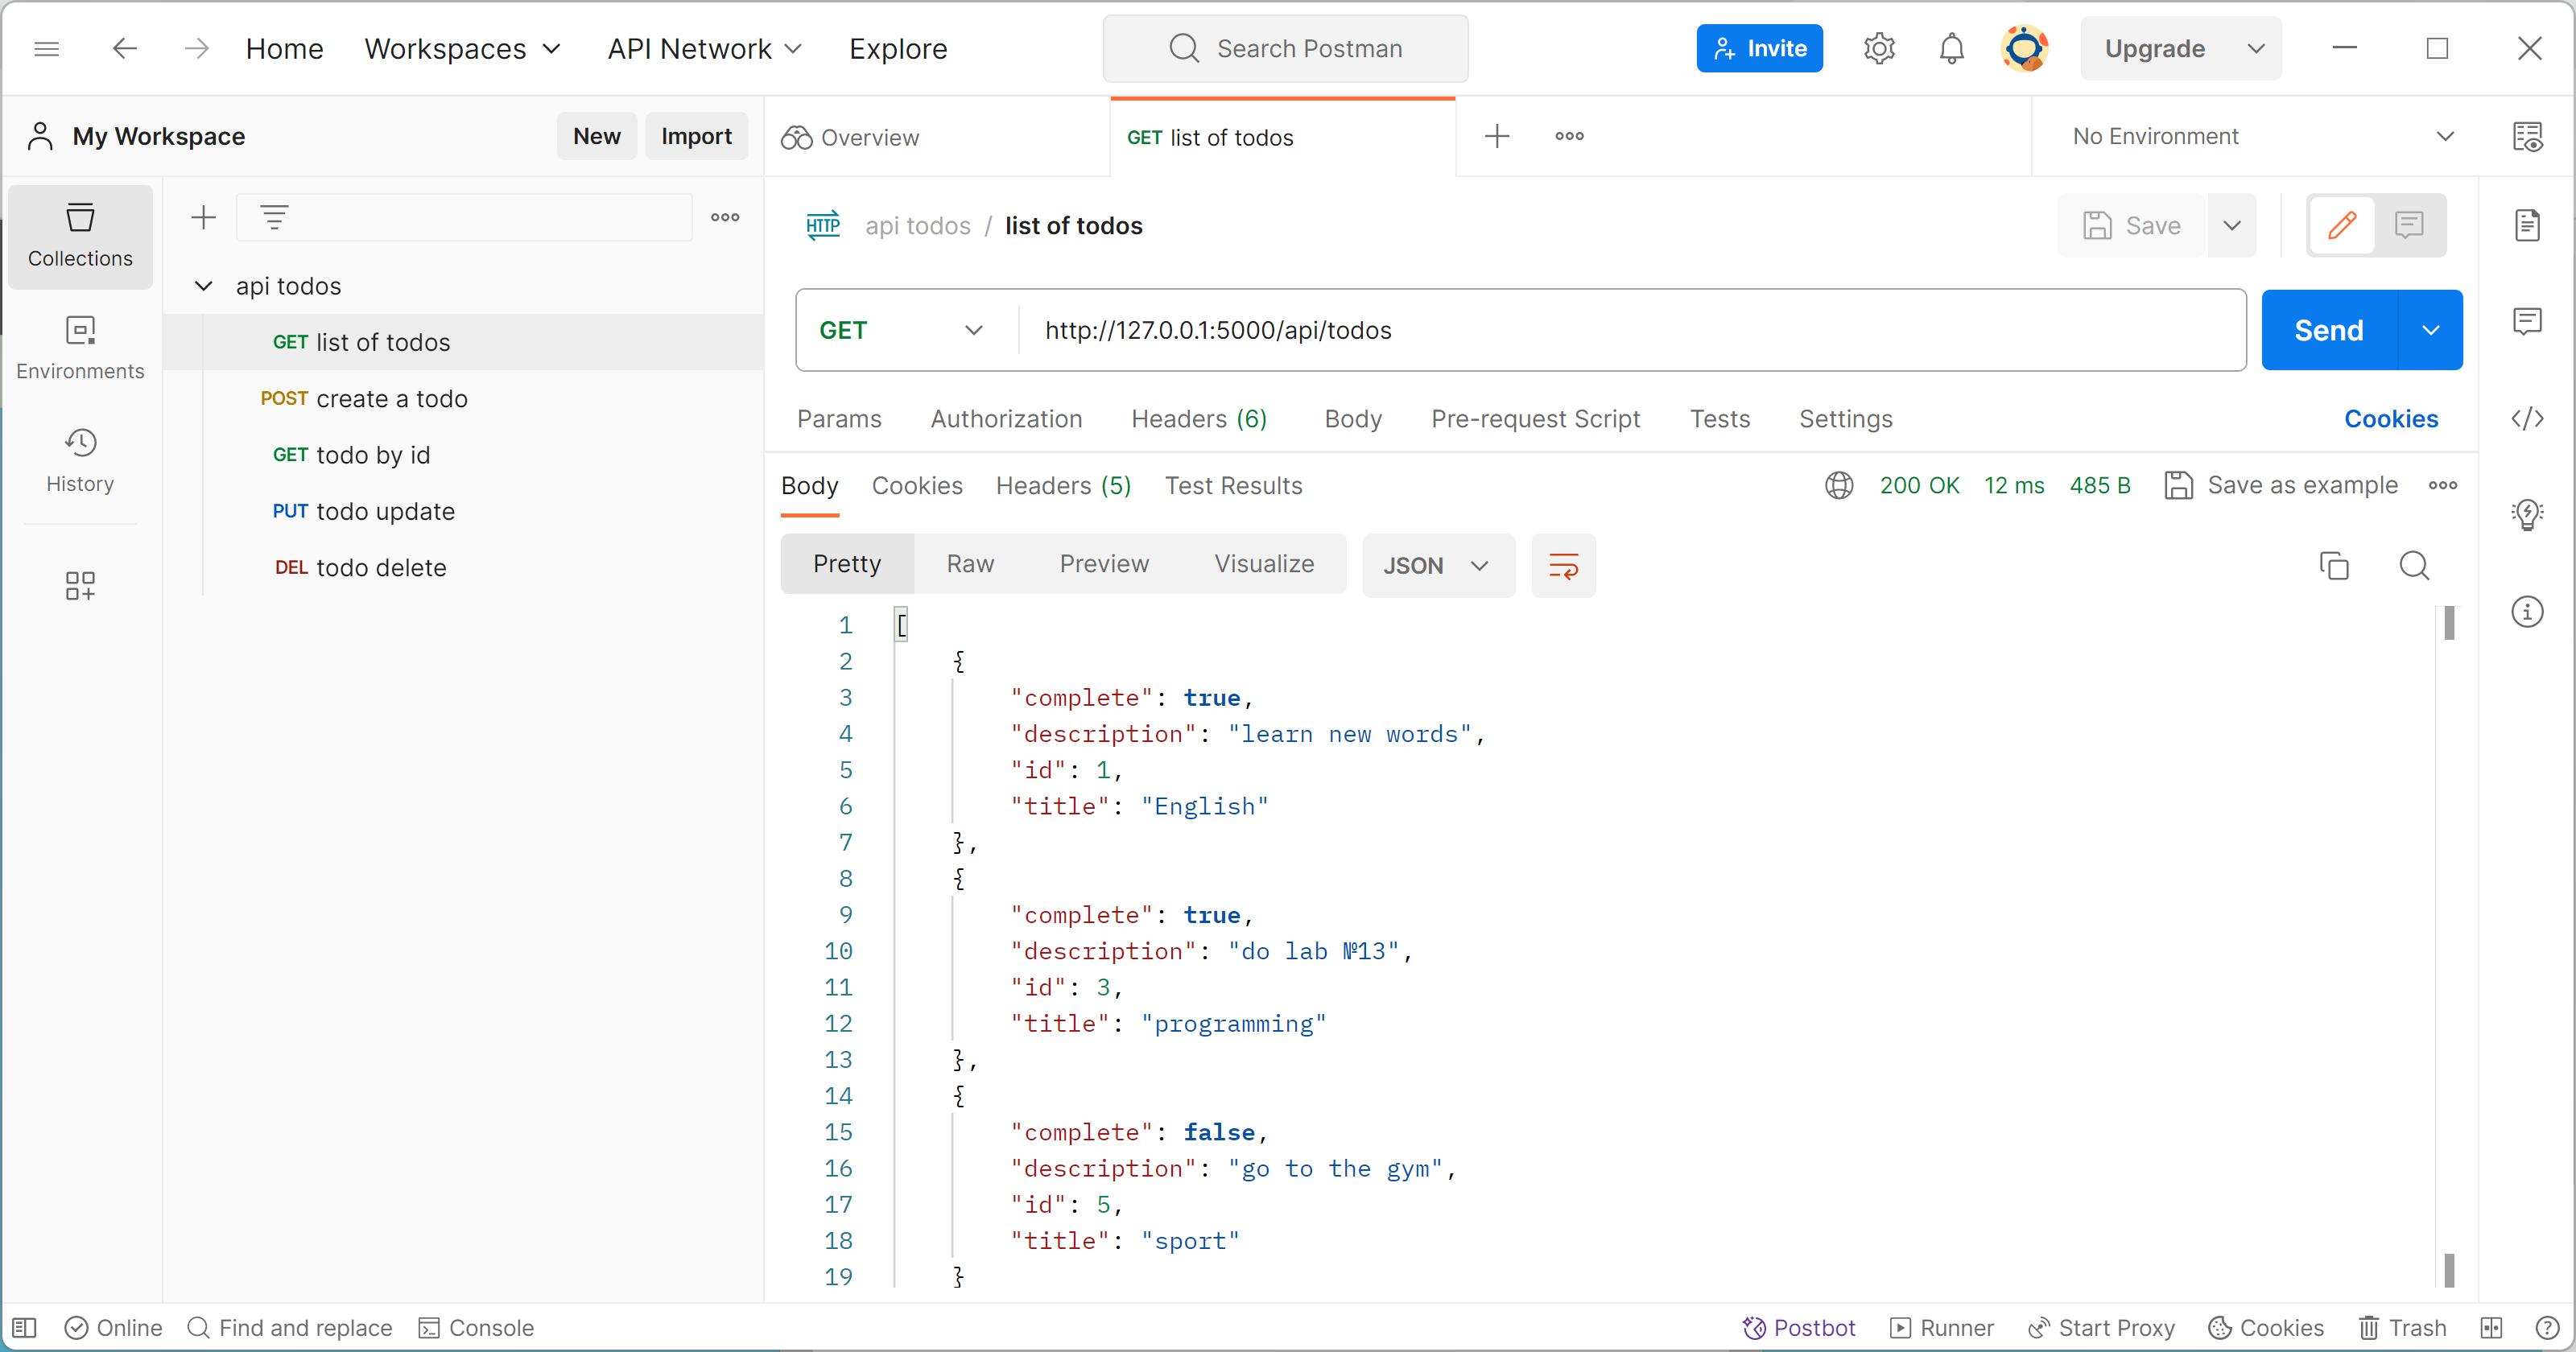 Home Workspaces API Network Explore Search Postman Invite Upgrade
My Workspace New Import Overview GET list of todos No Environment
Collections
Environments
History
api todos
GET list of todos
POST create a todo
GET todo by id
PUT todo update
DEL todo delete
HTTP api todos / list of todos Save
GET http://127.0.0.1:5000/api/todos Send
Params Authorization Headers (6) Body Pre-request Script Tests Settings Cookies
Body Cookies Headers (5) Test Results 200 OK 12 ms 485 B Save as example
Pretty Raw Preview Visualize JSON
1 [
2 {
3 "complete": true,
4 "description": "learn new words",
5 "id": 1,
6 "title": "English"
7 },
8 {
9 "complete": true,
10 "description": "do lab №13",
11 "id": 3,
12 "title": "programming"
13 },
14 {
15 "complete": false,
16 "description": "go to the gym",
17 "id": 5,
18 "title": "sport"
19 }
Online Find and replace Console Postbot Runner Start Proxy Cookies Trash